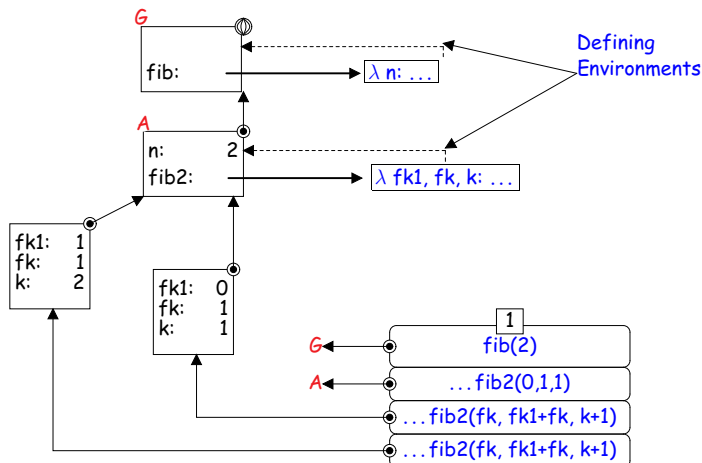 G
fib:
λ n: ...
Defining
Environments
A
n: 2
fib2:
λ fk1, fk, k: ...
fk1: 1
fk: 1
k: 2
fk1: 0
fk: 1
k: 1
1
G
fib(2)
A
...fib2(0,1,1)
...fib2(fk, fk1+fk, k+1)
...fib2(fk, fk1+fk, k+1)